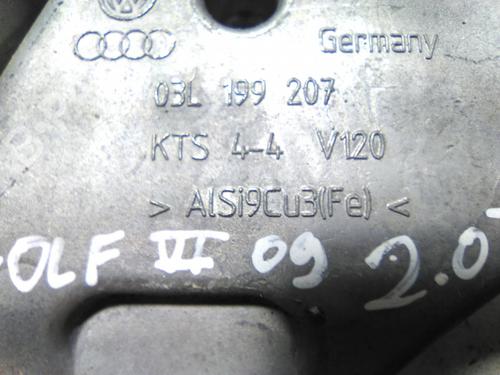 Germany
03L 199 207
KTS 4-4 V120
> AlSi9Cu3(Fe) <
OLF VI 09 2.0